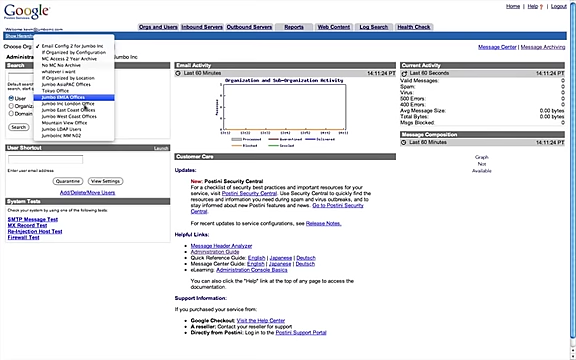 Google
Postini Services
Home | Help | Logout
Orgs and Users Inbound Servers Outbound Servers Reports Web Content Log Search Health Check
Show Hierarchy
Choose Org
Message Center | Message Archiving
Email Config 2 for Jumbo Inc
If Organized by Configuration
MC Access 2 Year Archive
No MC No Archive
whatever i want
If Organized by Location
Jumbo AsiaPAC Offices
Tokyo Office
Jumbo EMEA Offices
Jumbo Inc London Office
Jumbo East Coast Offices
Jumbo West Coast Offices
Mountain View Office
Jumbo LDAP Users
Search
User
Search
User Shortcut Launch
Enter user email address
Quarantine View Settings
Add/Delete/Move Users
System Tests
Check your system by using one of the following tests:
SMTP Message Test
MX Record Test
Re-Injection Host Test
Firewall Test
Email Activity
Last 60 Minutes 14:11:24 PT
Organization and Sub-Organization Activity
Processed Quarantined Delivered
Blocked
Customer Care
Updates:
New: Postini Security Central
For a checklist of security best practices and important resources for your
service, visit Postini Security Central. Use Security Central to quickly find the
resources and information you need during spam and virus outbreaks, and
to stay informed about new Postini features and news. Go to Postini Security
Central.
For recent updates to service configurations, see Release Notes.
Helpful Links:
Message Header Analyzer
Administration Guide
Quick Reference Guide: English | Japanese | Deutsch
Message Center Guide: English | Japanese | Deutsch
eLearning: Administration Console Basics
You can also click the "Help" link at the top of any page to access the
documentation.
Support Information:
If you purchased your service from:
Google Checkout: Visit the Help Center
A reseller: Contact your reseller for support
Directly from Postini: Log in to Postini Support Portal
Current Activity
Last 60 Seconds 14:11:24 PT
Valid Messages: 0
Spam: 0
Virus: 0
500 Errors: 0
400 Errors: 0
Avg Message Size: 0.00 bytes
Total Bytes: 0.00 bytes
Msgs Blocked: 0
Message Composition
Last 60 Minutes 14:11:24 PT
Graph
Not
Available